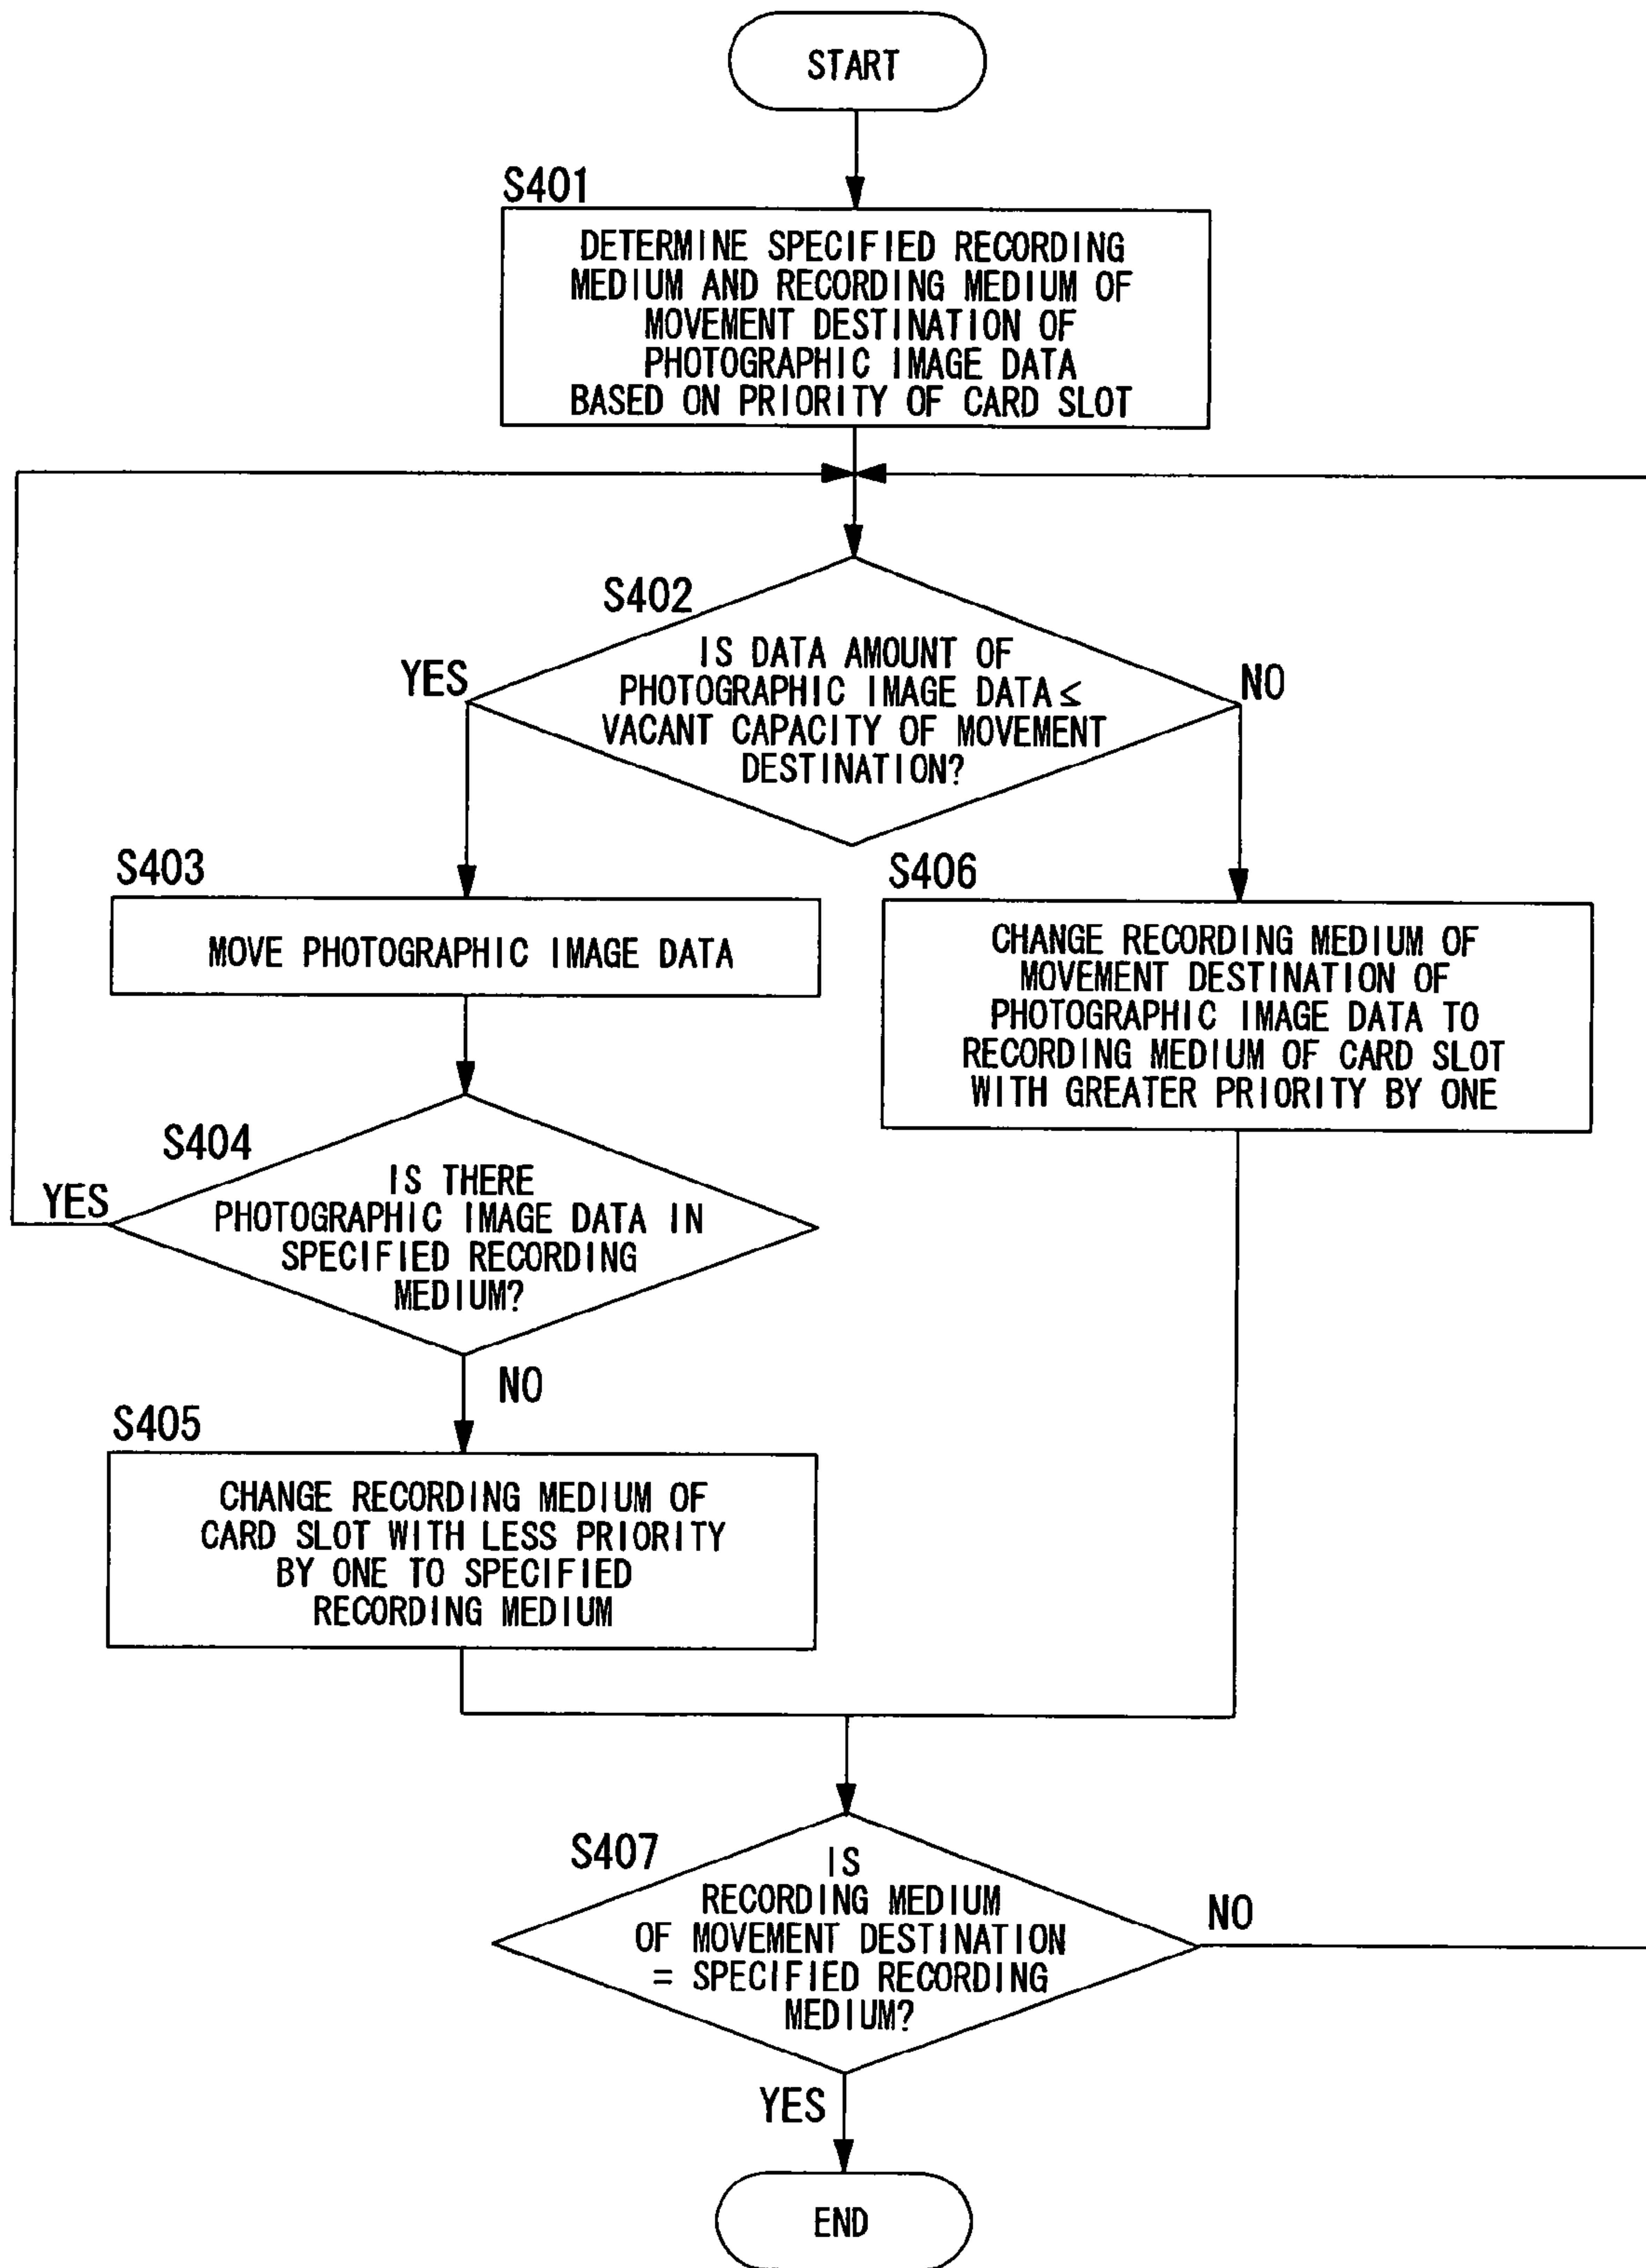 START
S401
DETERMINE SPECIFIED RECORDING
MEDIUM AND RECORDING MEDIUM OF
MOVEMENT DESTINATION OF
PHOTOGRAPHIC IMAGE DATA
BASED ON PRIORITY OF CARD SLOT
S402
IS DATA AMOUNT OF
PHOTOGRAPHIC IMAGE DATA≤
VACANT CAPACITY OF MOVEMENT
DESTINATION?
YES
NO
S403
MOVE PHOTOGRAPHIC IMAGE DATA
S406
CHANGE RECORDING MEDIUM OF
MOVEMENT DESTINATION OF
PHOTOGRAPHIC IMAGE DATA TO
RECORDING MEDIUM OF CARD SLOT
WITH GREATER PRIORITY BY ONE
S404
IS THERE
PHOTOGRAPHIC IMAGE DATA IN
SPECIFIED RECORDING
MEDIUM?
YES
NO
S405
CHANGE RECORDING MEDIUM OF
CARD SLOT WITH LESS PRIORITY
BY ONE TO SPECIFIED
RECORDING MEDIUM
S407
IS
RECORDING MEDIUM
OF MOVEMENT DESTINATION
= SPECIFIED RECORDING
MEDIUM?
NO
YES
END